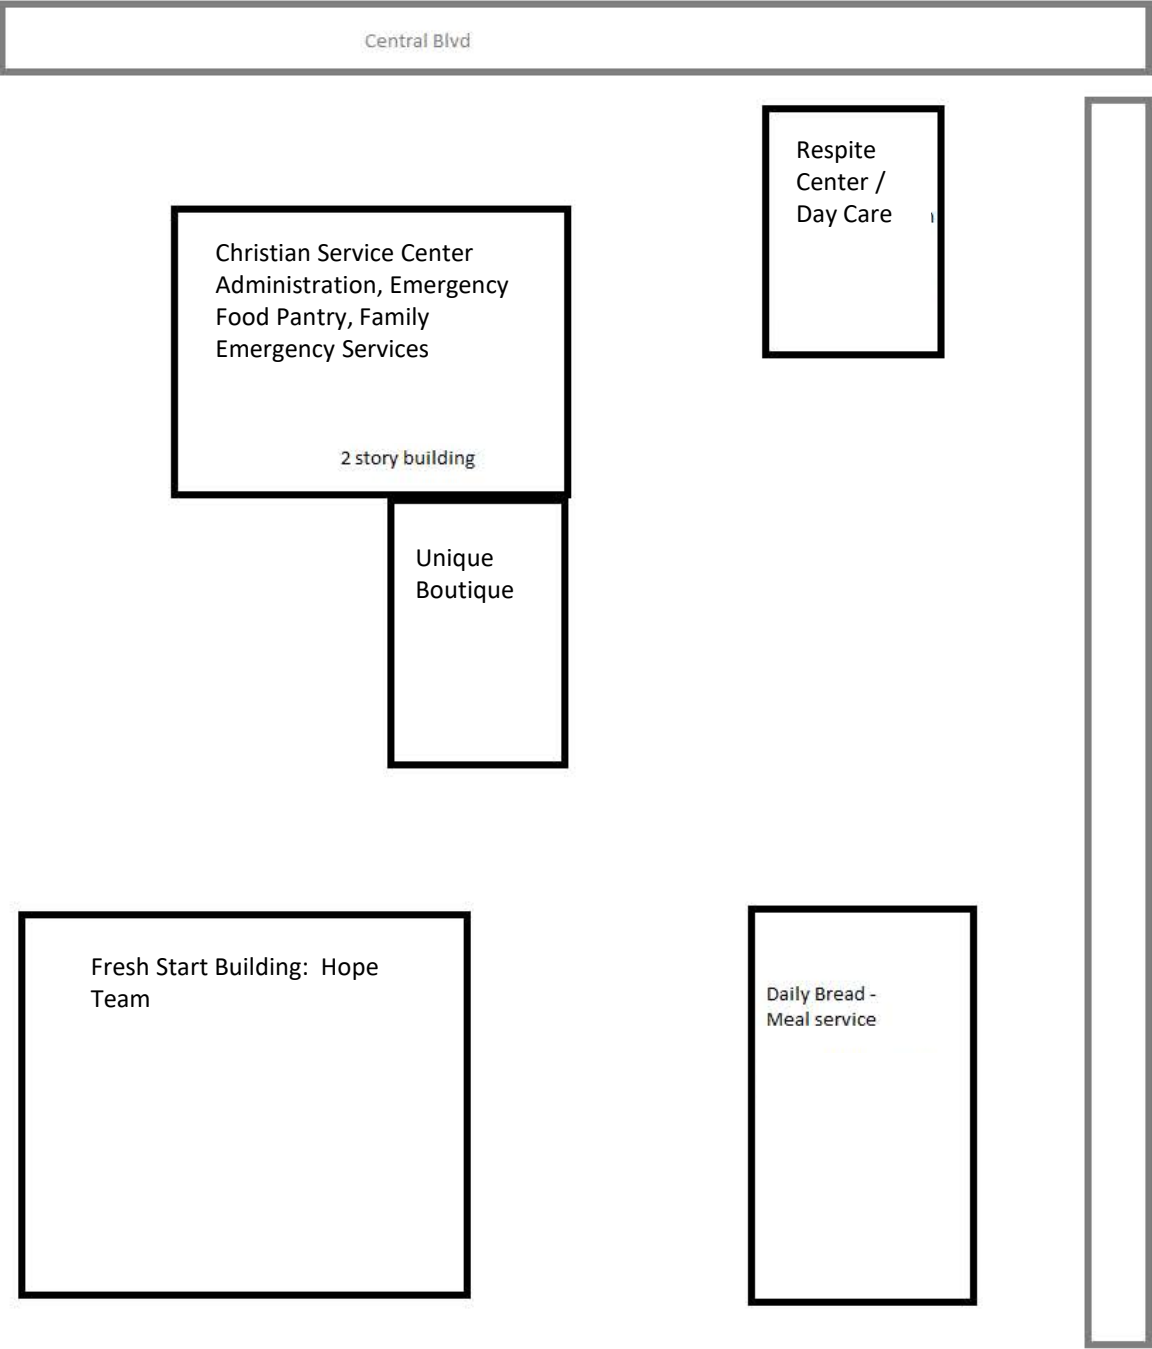 Central Blvd
Respite
Center /
Day Care
Christian Service Center
Administration, Emergency
Food Pantry, Family
Emergency Services
2 story building
Unique
Boutique
Fresh Start Building:  Hope
Team
Daily Bread -
Meal service